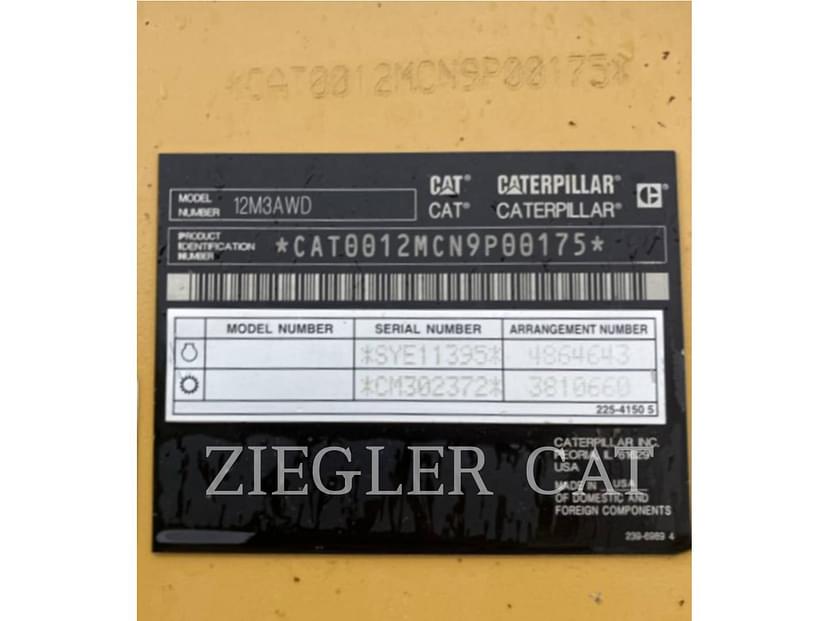 *CAT0012MCN9P00175*
CAT® CATERPILLAR®
MODEL NUMBER 12M3AWD
CAT® CATERPILLAR®
PRODUCT IDENTIFICATION NUMBER *CAT0012MCN9P00175*
MODEL NUMBER SERIAL NUMBER ARRANGEMENT NUMBER
*SYE11395* 4864643
*CM302372* 3810660
225-4150 5
CATERPILLAR INC.
PEORIA, IL 61629
USA
ZIEGLER CAT
MADE IN USA
OF DOMESTIC AND
FOREIGN COMPONENTS
239-6989 4